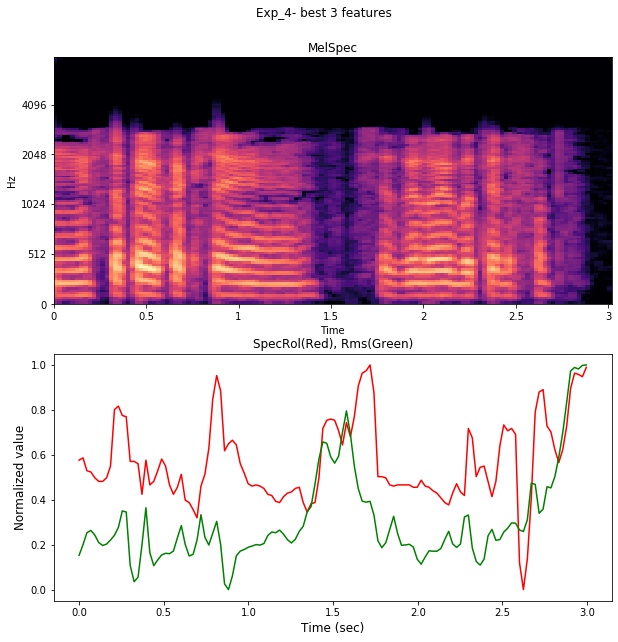 Exp_4- best 3 features
MelSpec
4096
2048
1024
512
0
Hz
0 0.5 1 1.5 2 2.5 3
Time
SpecRol(Red), Rms(Green)
1.0
0.8
0.6
0.4
0.2
0.0
Normalized value
0.0 0.5 1.0 1.5 2.0 2.5 3.0
Time (sec)